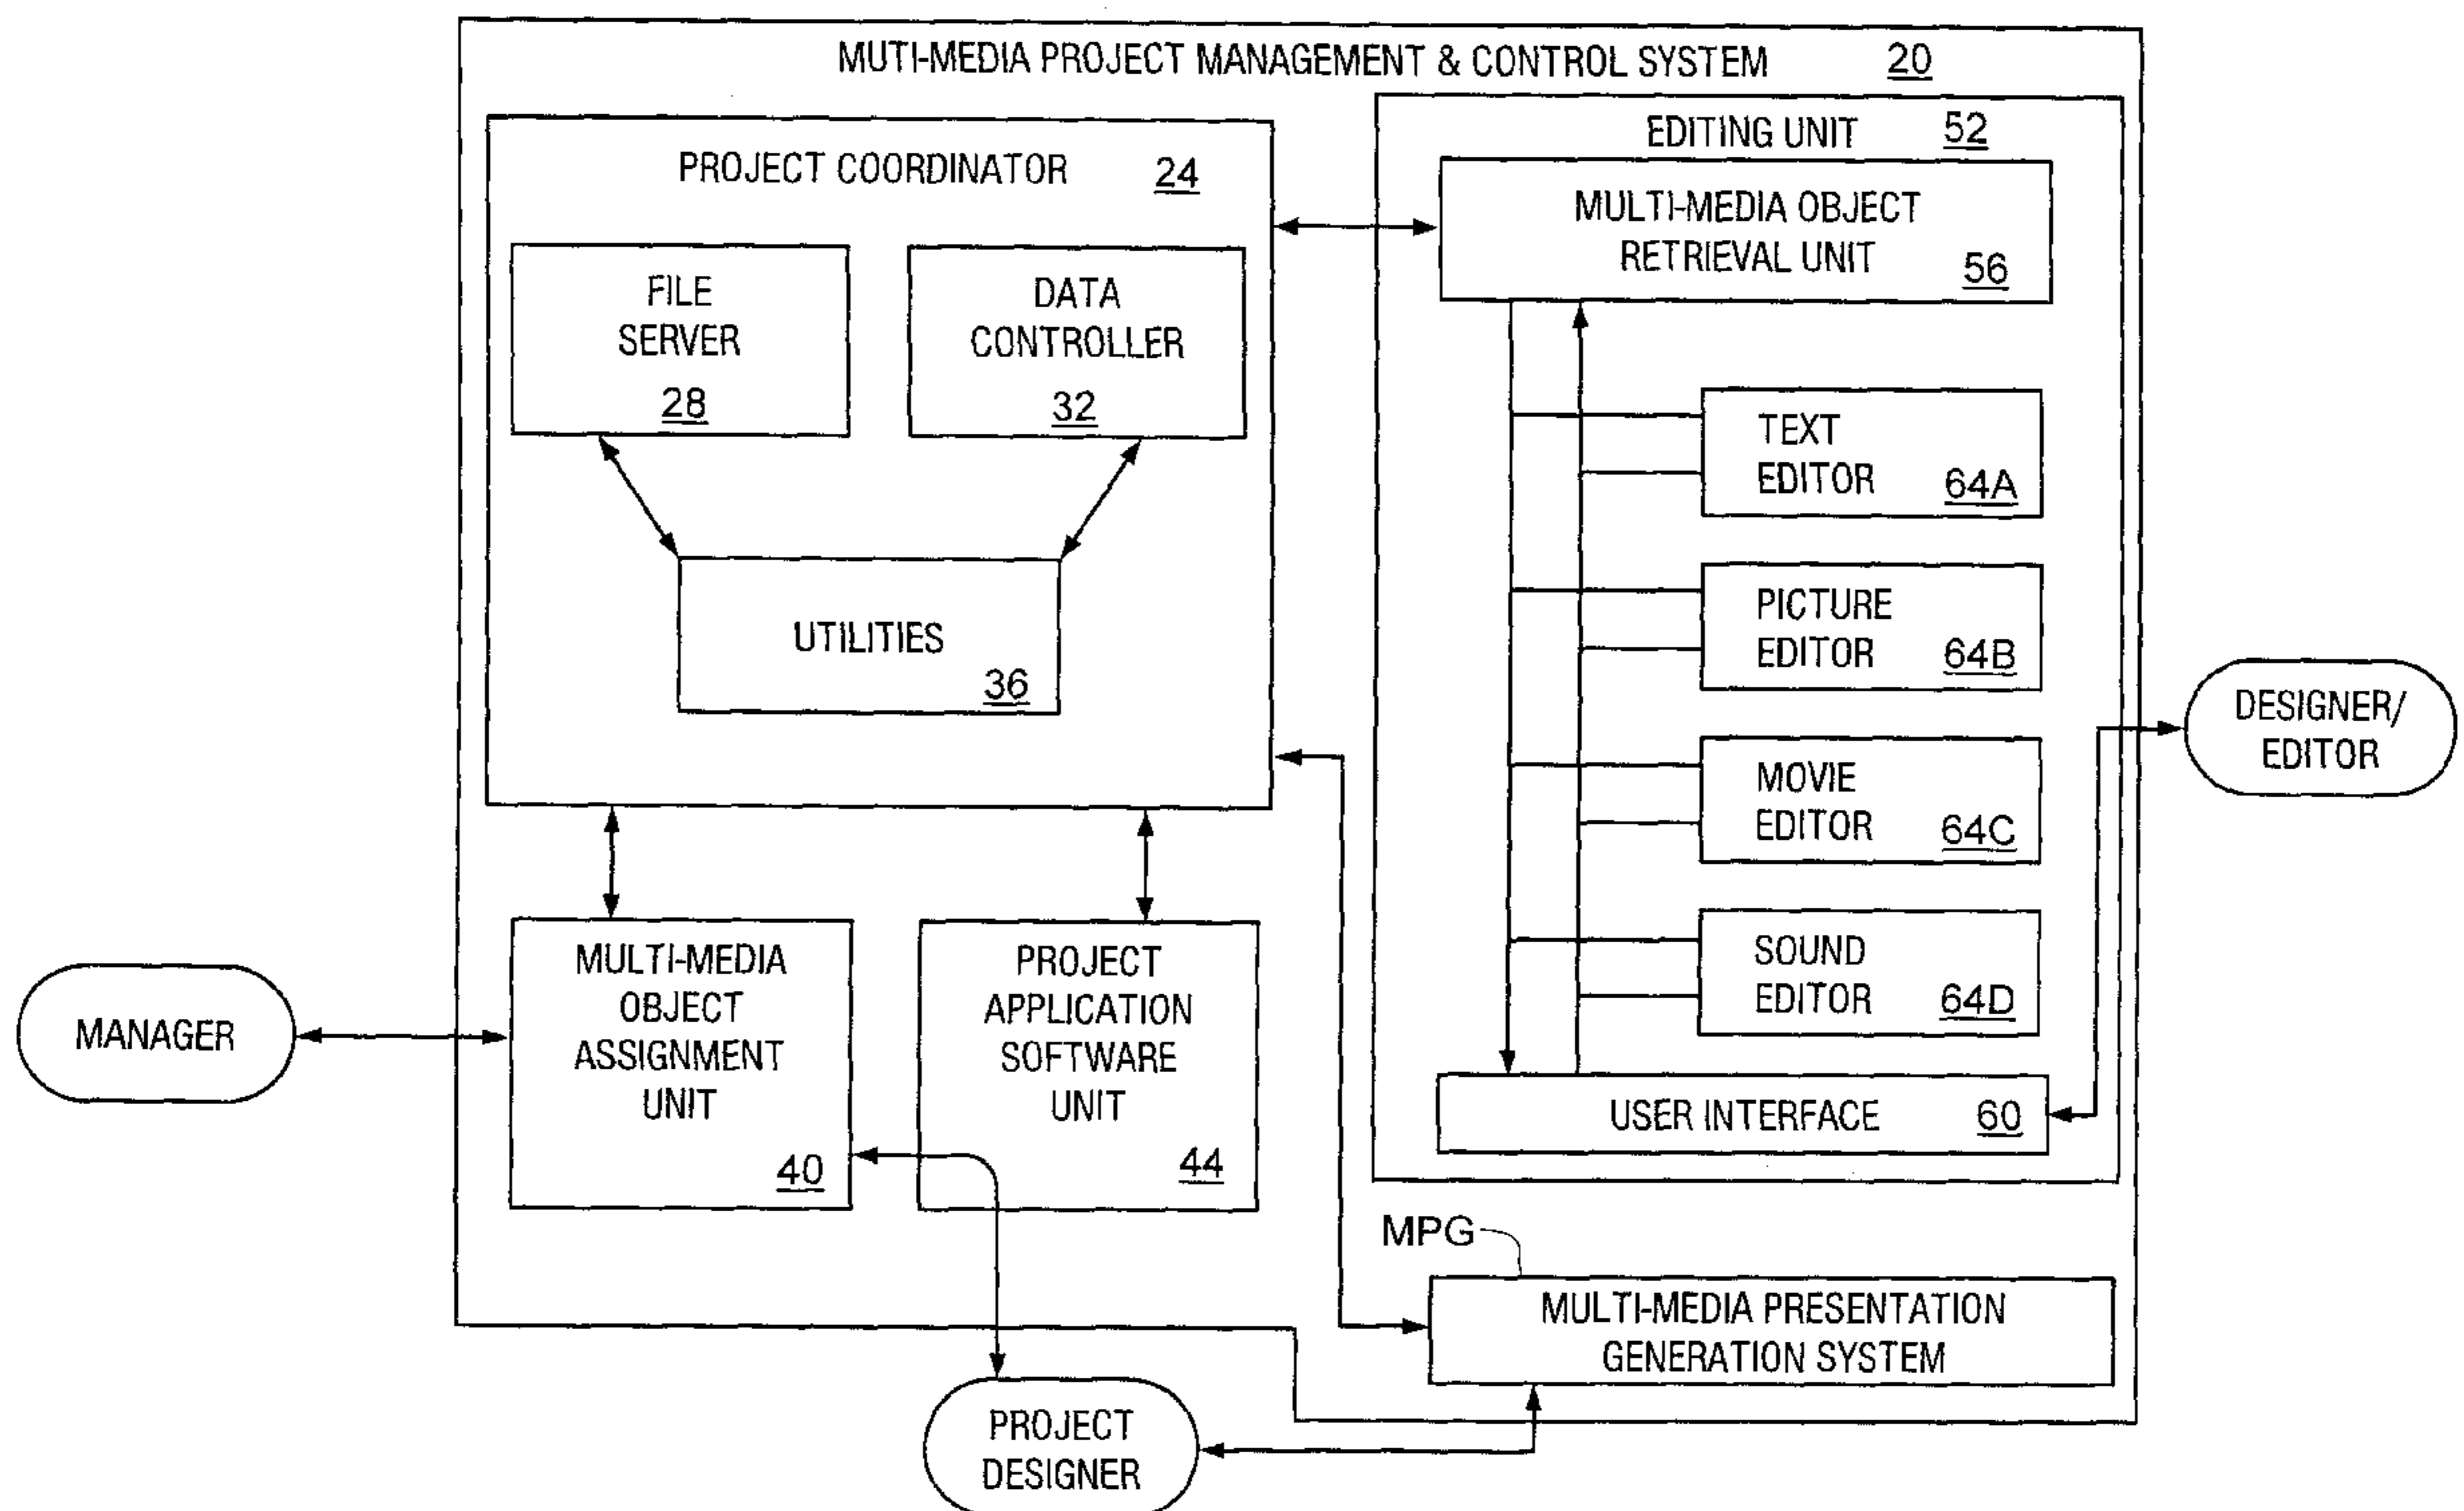 MUTI-MEDIA PROJECT MANAGEMENT & CONTROL SYSTEM 20
PROJECT COORDINATOR 24
FILE
SERVER
28
DATA
CONTROLLER
32
UTILITIES
36
EDITING UNIT 52
MULTI-MEDIA OBJECT
RETRIEVAL UNIT 56
TEXT
EDITOR 64A
PICTURE
EDITOR 64B
MOVIE
EDITOR 64C
SOUND
EDITOR 64D
USER INTERFACE 60
DESIGNER/
EDITOR
MANAGER
MULTI-MEDIA
OBJECT
ASSIGNMENT
UNIT
40
PROJECT
APPLICATION
SOFTWARE
UNIT
44
MPG
MULTI-MEDIA PRESENTATION
GENERATION SYSTEM
PROJECT
DESIGNER